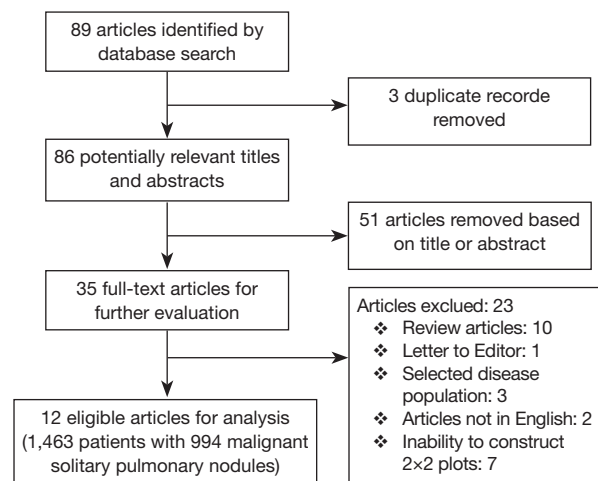 89 articles identified by
database search
3 duplicate recorde
removed
86 potentially relevant titles
and abstracts
51 articles removed based
on title or abstract
35 full-text articles for
further evaluation
Articles exclued: 23
❖ Review articles: 10
❖ Letter to Editor: 1
❖ Selected disease
population: 3
❖ Articles not in English: 2
❖ Inability to construct
2×2 plots: 7
12 eligible articles for analysis
(1,463 patients with 994 malignant
solitary pulmonary nodules)